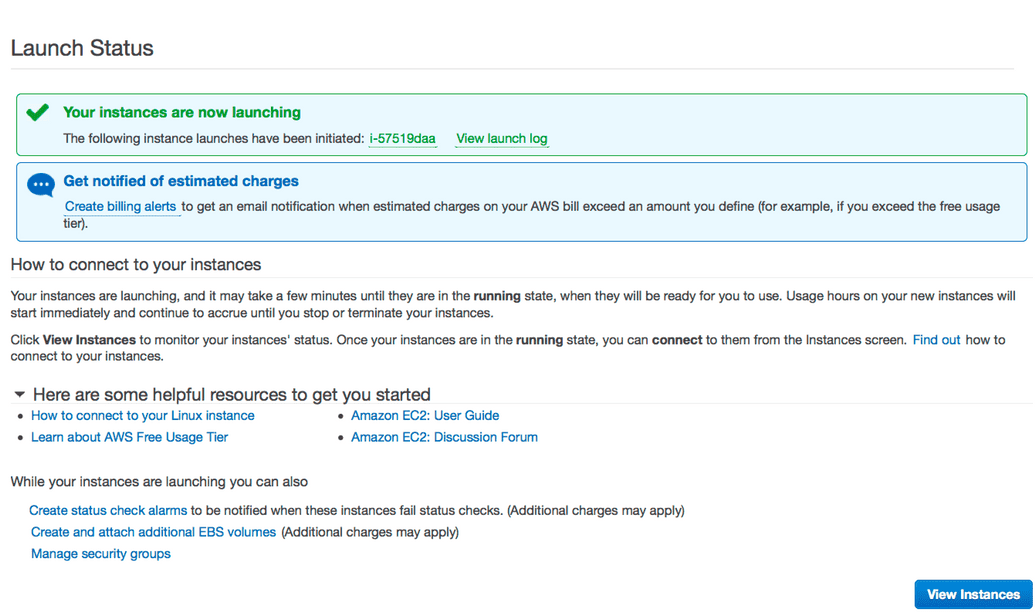 Launch Status
Your instances are now launching
The following instance launches have been initiated: i-57519daa View launch log
Get notified of estimated charges
Create billing alerts to get an email notification when estimated charges on your AWS bill exceed an amount you define (for example, if you exceed the free usage
tier).
How to connect to your instances
Your instances are launching, and it may take a few minutes until they are in the running state, when they will be ready for you to use. Usage hours on your new instances will
start immediately and continue to accrue until you stop or terminate your instances.
Click View Instances to monitor your instances' status. Once your instances are in the running state, you can connect to them from the Instances screen. Find out how to
connect to your instances.
Here are some helpful resources to get you started
• How to connect to your Linux instance • Amazon EC2: User Guide
• Learn about AWS Free Usage Tier • Amazon EC2: Discussion Forum
While your instances are launching you can also
Create status check alarms to be notified when these instances fail status checks. (Additional charges may apply)
Create and attach additional EBS volumes (Additional charges may apply)
Manage security groups
View Instances